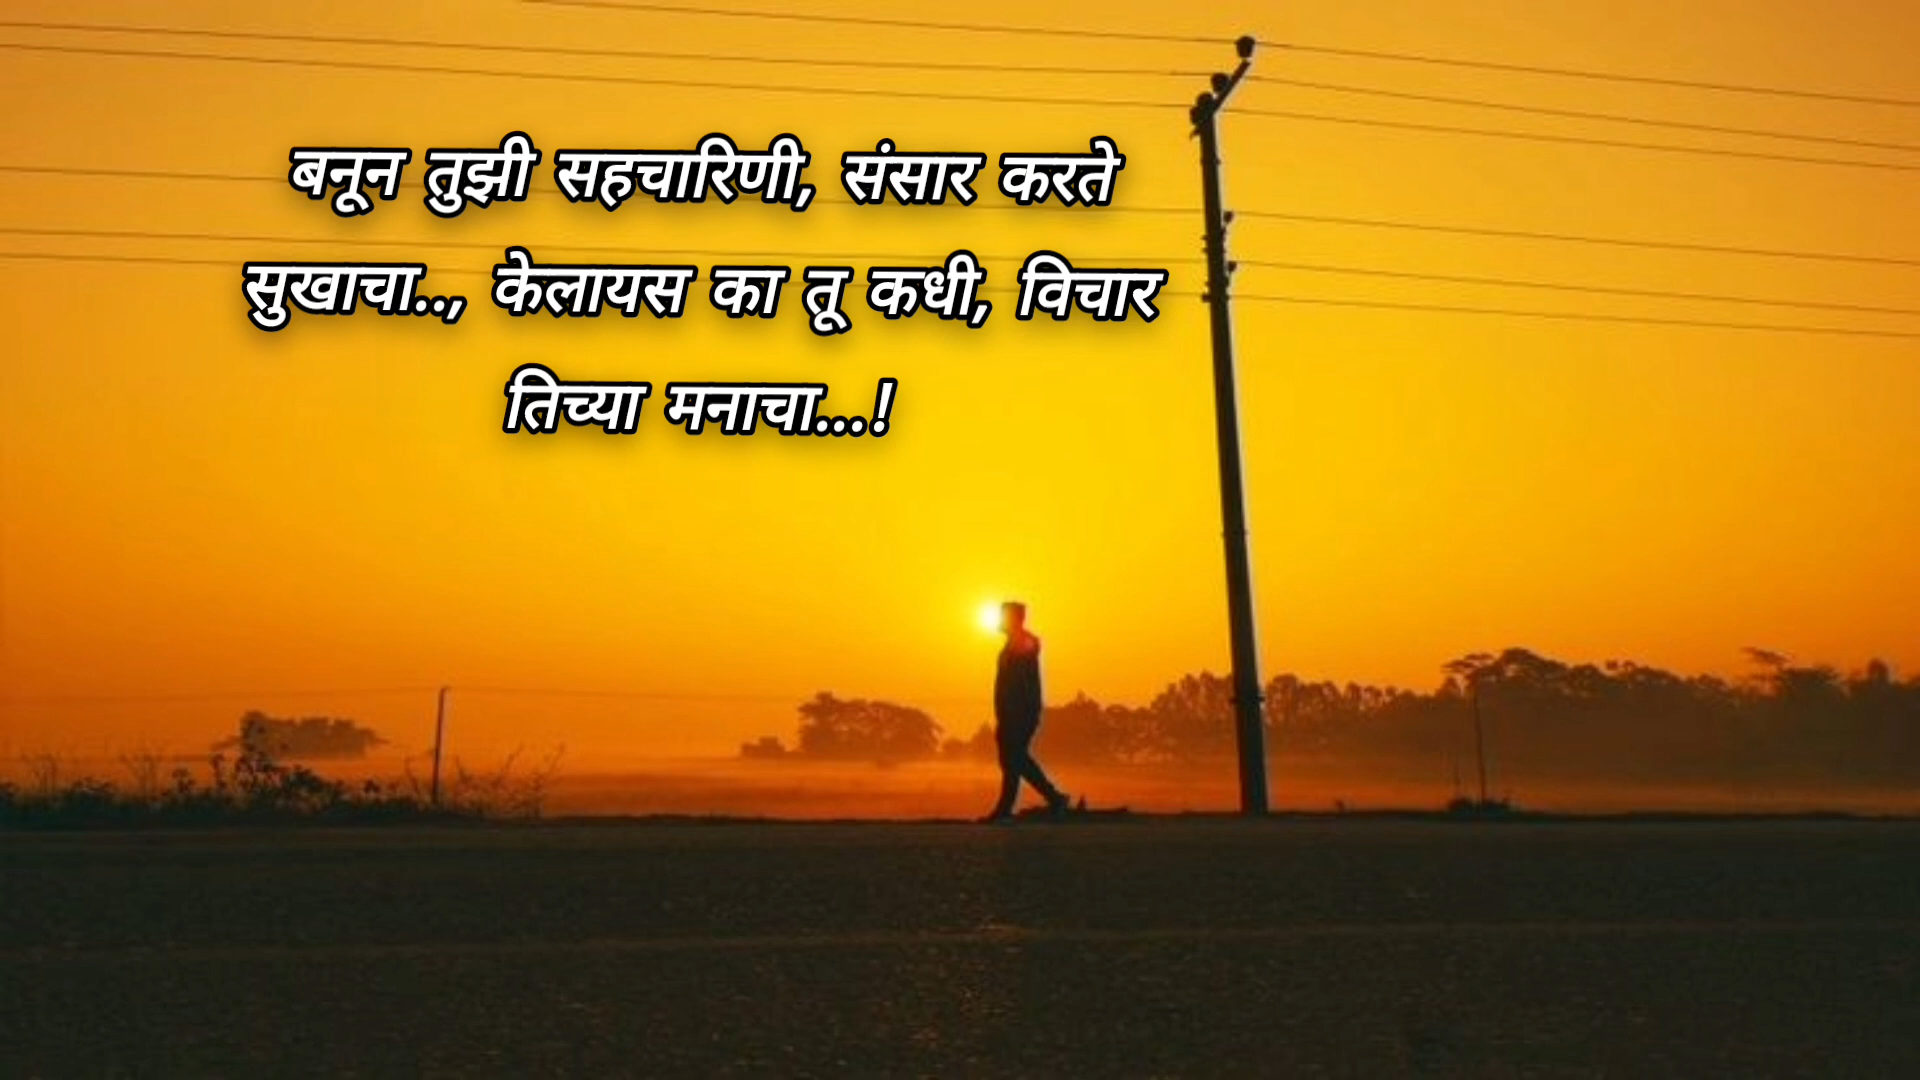 बनून तुझी सहचारिणी, संसार करते
सुखाचा.., केलायस का तू कधी, विचार
तिच्या मनाचा...!